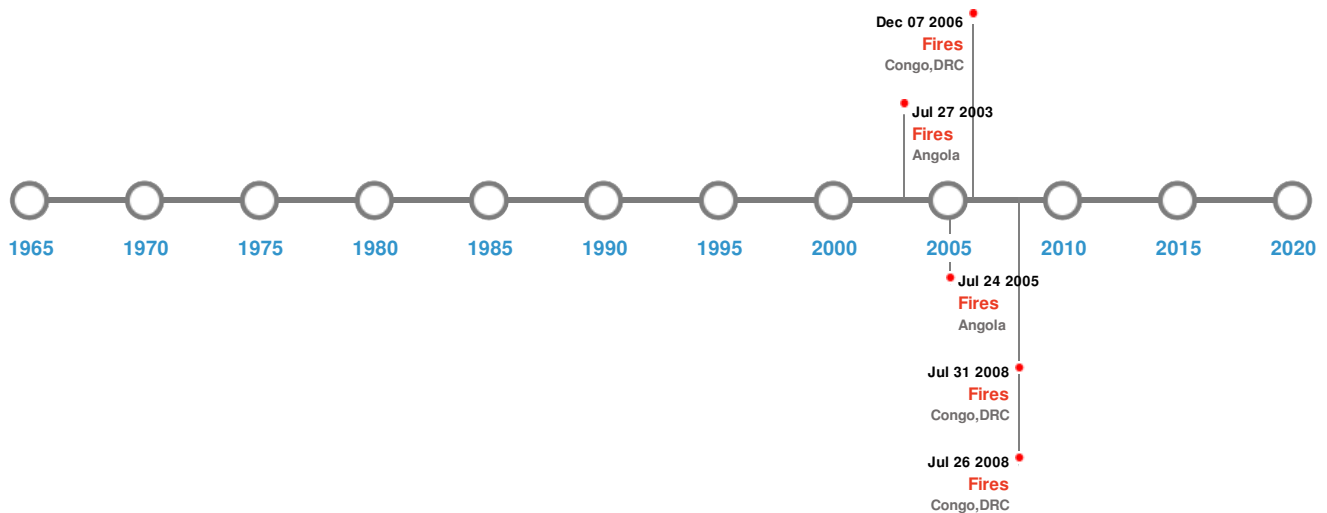 Dec 07 2006
Fires
Congo,DRC
Jul 27 2003
Fires
Angola
1965 1970 1975 1980 1985 1990 1995 2000 2005 2010 2015 2020
Jul 24 2005
Fires
Angola
Jul 31 2008
Fires
Congo,DRC
Jul 26 2008
Fires
Congo,DRC